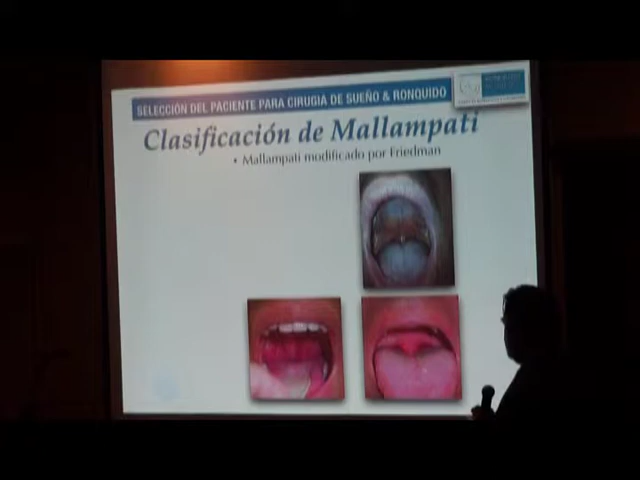 SELECCIÓN DEL PACIENTE PARA CIRUGIA DE SUEÑO & RONQUIDO
Clasificación de Mallampati
• Mallampati modificado por Friedman